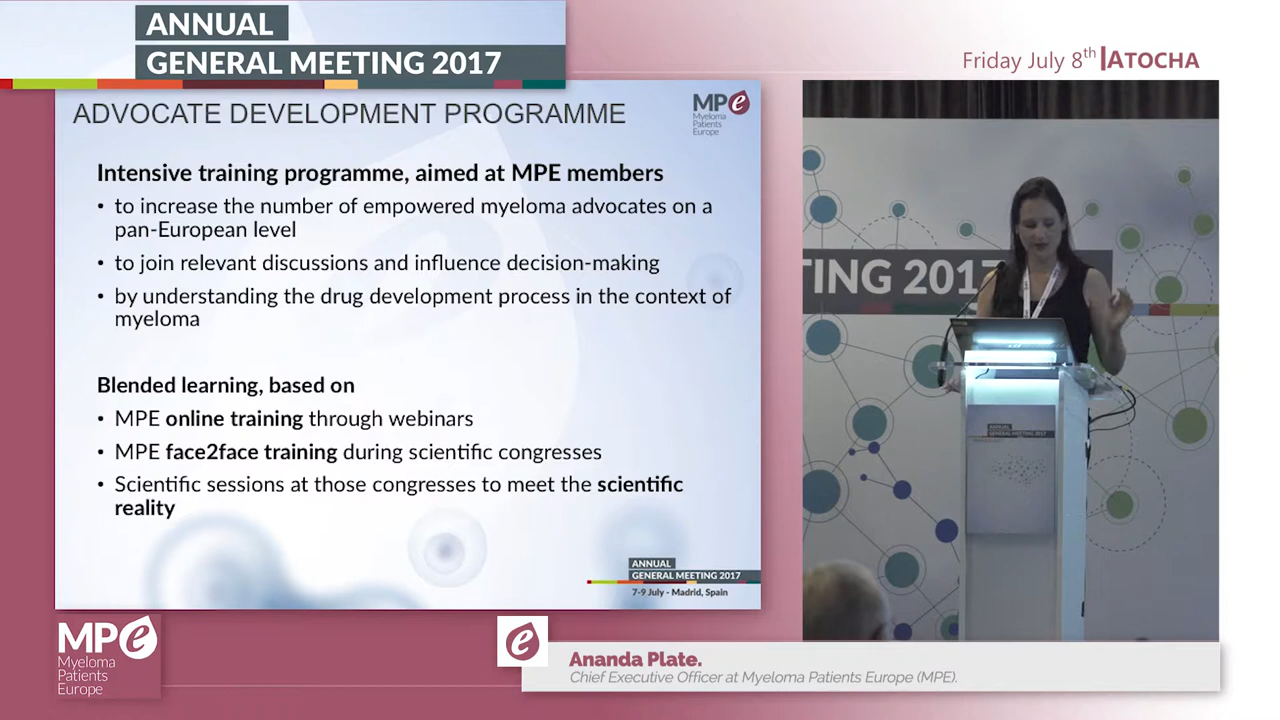 ANNUAL
GENERAL MEETING 2017
Friday July 8th | ATOCHA
ADVOCATE DEVELOPMENT PROGRAMME
MPe
Myeloma
Patients
Europe
Intensive training programme, aimed at MPE members
• to increase the number of empowered myeloma advocates on a
pan-European level
• to join relevant discussions and influence decision-making
• by understanding the drug development process in the context of
myeloma
Blended learning, based on
• MPE online training through webinars
• MPE face2face training during scientific congresses
• Scientific sessions at those congresses to meet the scientific
reality
ANNUAL
GENERAL MEETING 2017
7-9 July - Madrid, Spain
TING 2017
ANNUAL
GENERAL MEETING 2017
MPe
Myeloma
Patients
Europe
e
Ananda Plate.
Chief Executive Officer at Myeloma Patients Europe (MPE).